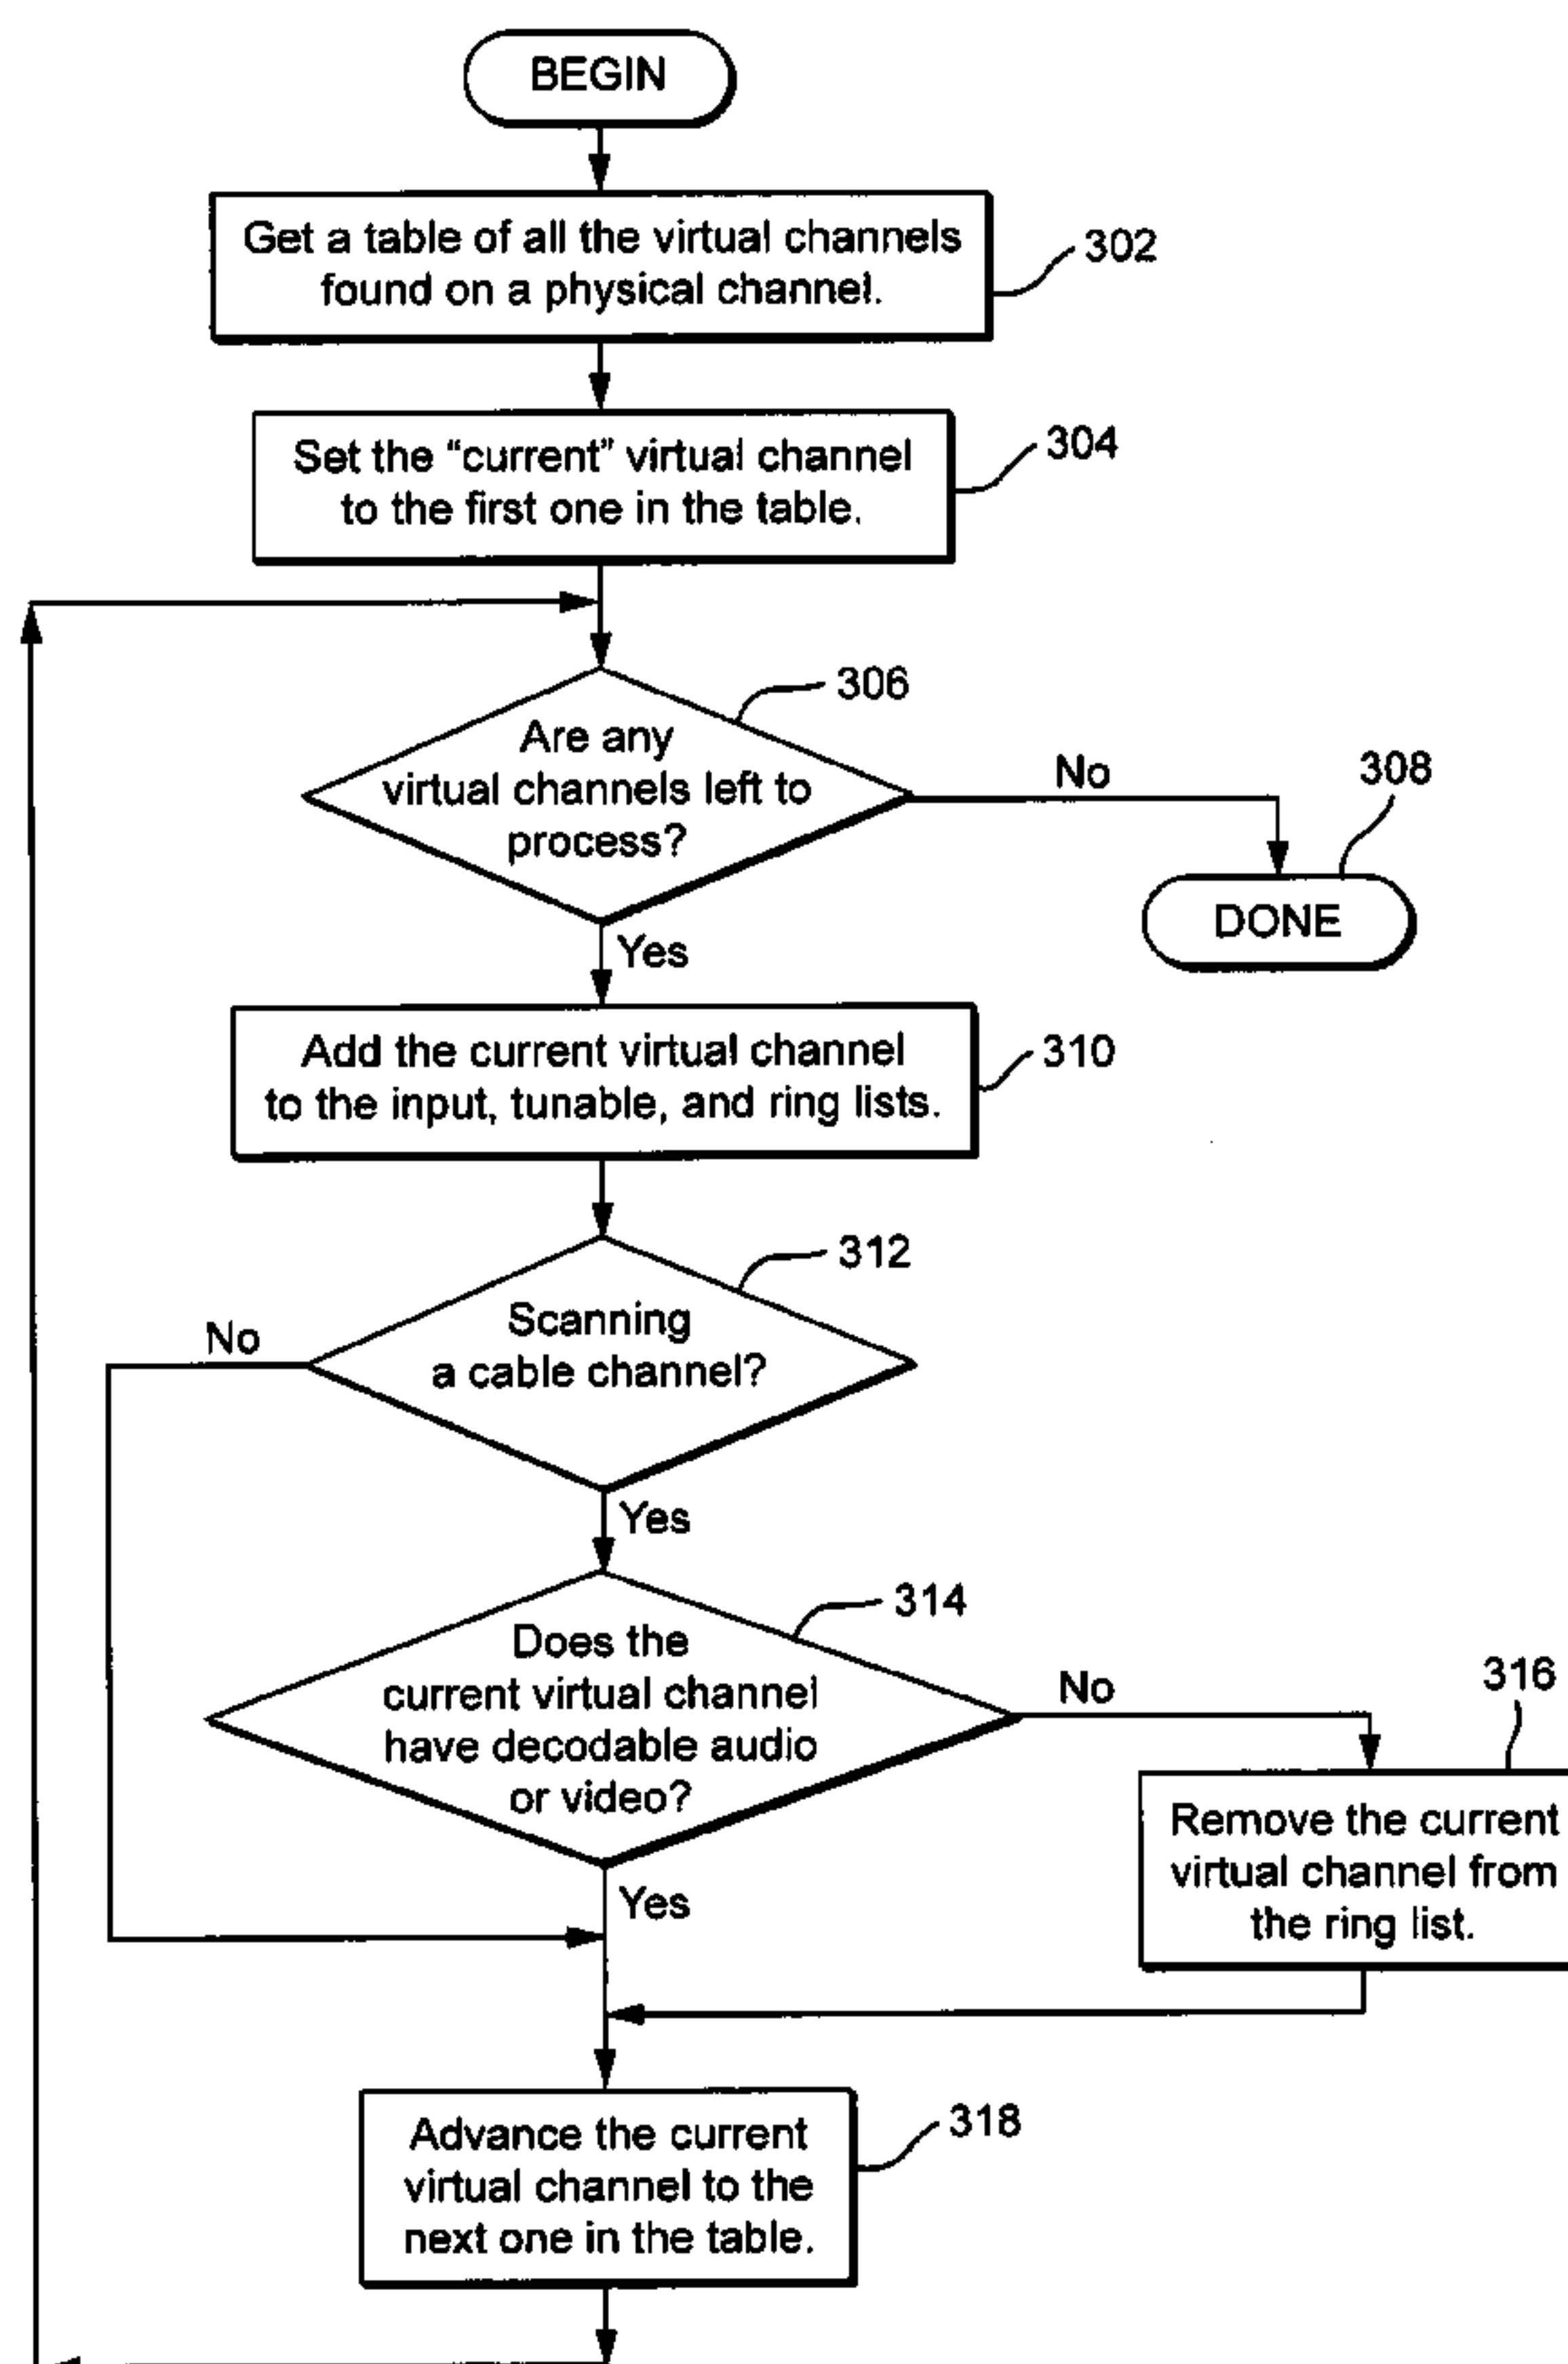 BEGIN
Get a table of all the virtual channels
found on a physical channel.
302
Set the “current” virtual channel
to the first one in the table.
304
306
Are any
virtual channels left to
process?
No
308
DONE
Yes
Add the current virtual channel
to the input, tunable, and ring lists.
310
312
Scanning
a cable channel?
No
Yes
314
Does the
current virtual channel
have decodable audio
or video?
No
316
Remove the current
virtual channel from
the ring list.
Yes
Advance the current
virtual channel to the
next one in the table.
318